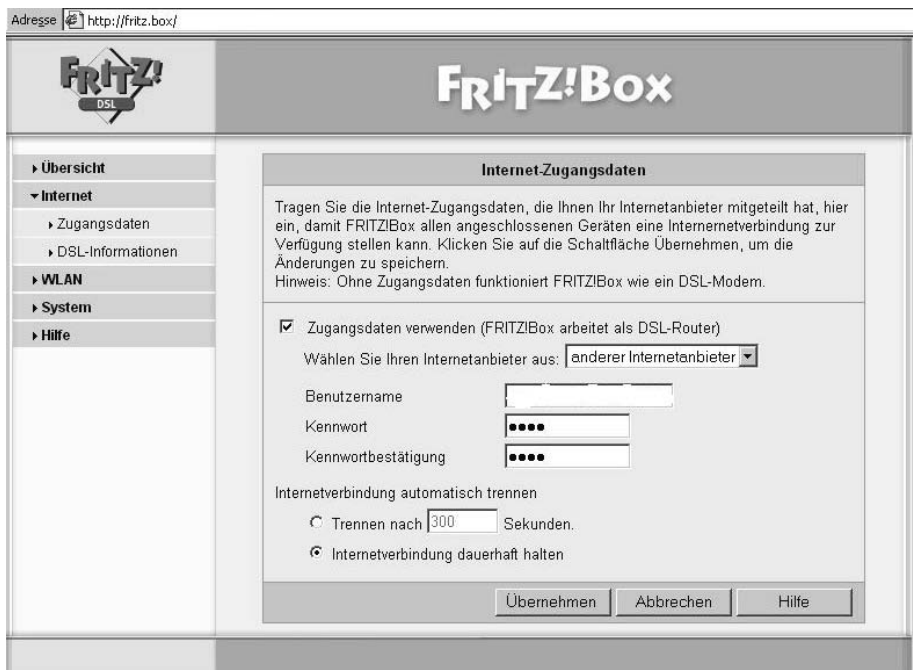 Adresse http://fritz.box/
FRITZ!
DSL
FRITZ!BOX
Übersicht
Internet
Zugangsdaten
DSL-Informationen
WLAN
System
Hilfe
Internet-Zugangsdaten
Tragen Sie die Internet-Zugangsdaten, die Ihnen Ihr Internetanbieter mitgeteilt hat, hier
ein, damit FRITZ!Box allen angeschlossenen Geräten eine Internernetverbindung zur
Verfügung stellen kann. Klicken Sie auf die Schaltfläche Übernehmen, um die
Änderungen zu speichern.
Hinweis: Ohne Zugangsdaten funktioniert FRITZ!Box wie ein DSL-Modem.
Zugangsdaten verwenden (FRITZ!Box arbeitet als DSL-Router)
Wählen Sie Ihren Internetanbieter aus: anderer Internetanbieter
Benutzername
Kennwort ••••
Kennwortbestätigung ••••
Internetverbindung automatisch trennen
Trennen nach 300 Sekunden.
Internetverbindung dauerhaft halten
Übernehmen Abbrechen Hilfe